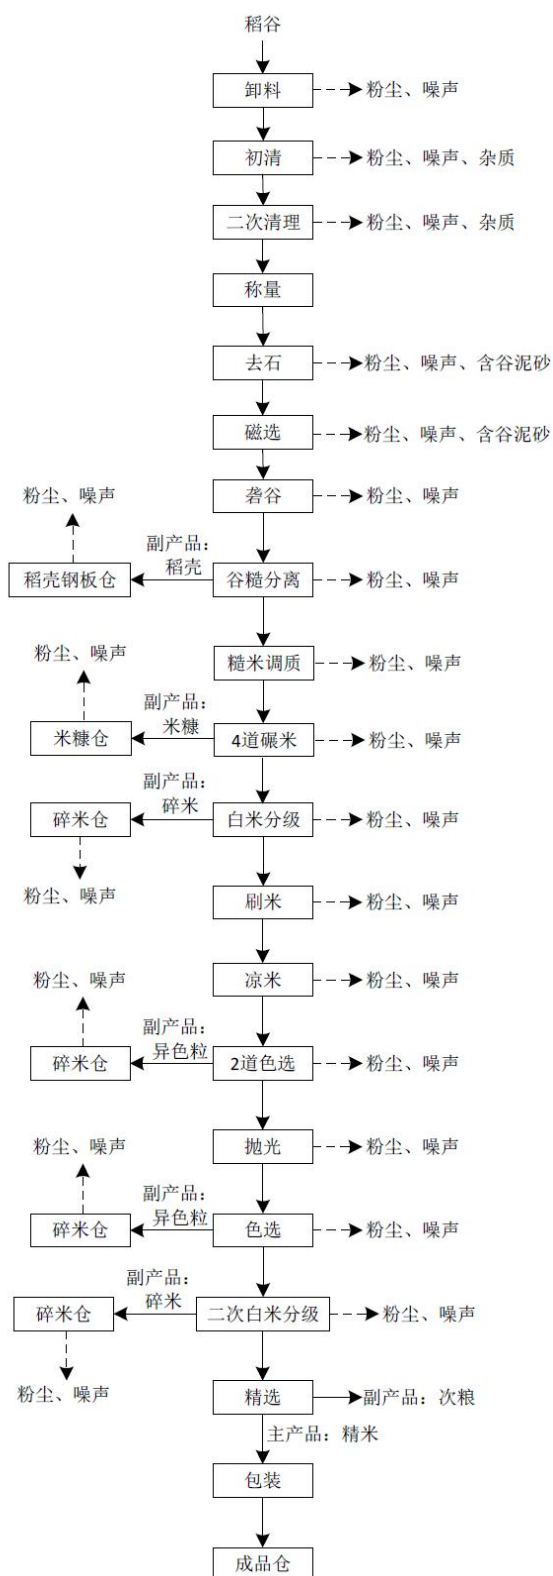 稻谷
卸料
粉尘、噪声
初清
粉尘、噪声、杂质
二次清理
粉尘、噪声、杂质
称量
去石
粉尘、噪声、含谷泥砂
磁选
粉尘、噪声、含谷泥砂
砻谷
粉尘、噪声
粉尘、噪声
副产品：
稻壳
稻壳钢板仓
谷糙分离
粉尘、噪声
粉尘、噪声
糙米调质
粉尘、噪声
副产品：
米糠
米糠仓
4道碾米
粉尘、噪声
副产品：
碎米
碎米仓
白米分级
粉尘、噪声
粉尘、噪声
刷米
粉尘、噪声
粉尘、噪声
凉米
粉尘、噪声
副产品：
异色粒
碎米仓
2道色选
粉尘、噪声
粉尘、噪声
抛光
粉尘、噪声
副产品：
异色粒
碎米仓
色选
粉尘、噪声
副产品：
碎米
碎米仓
二次白米分级
粉尘、噪声
粉尘、噪声
精选
副产品：次粮
主产品：精米
包装
成品仓